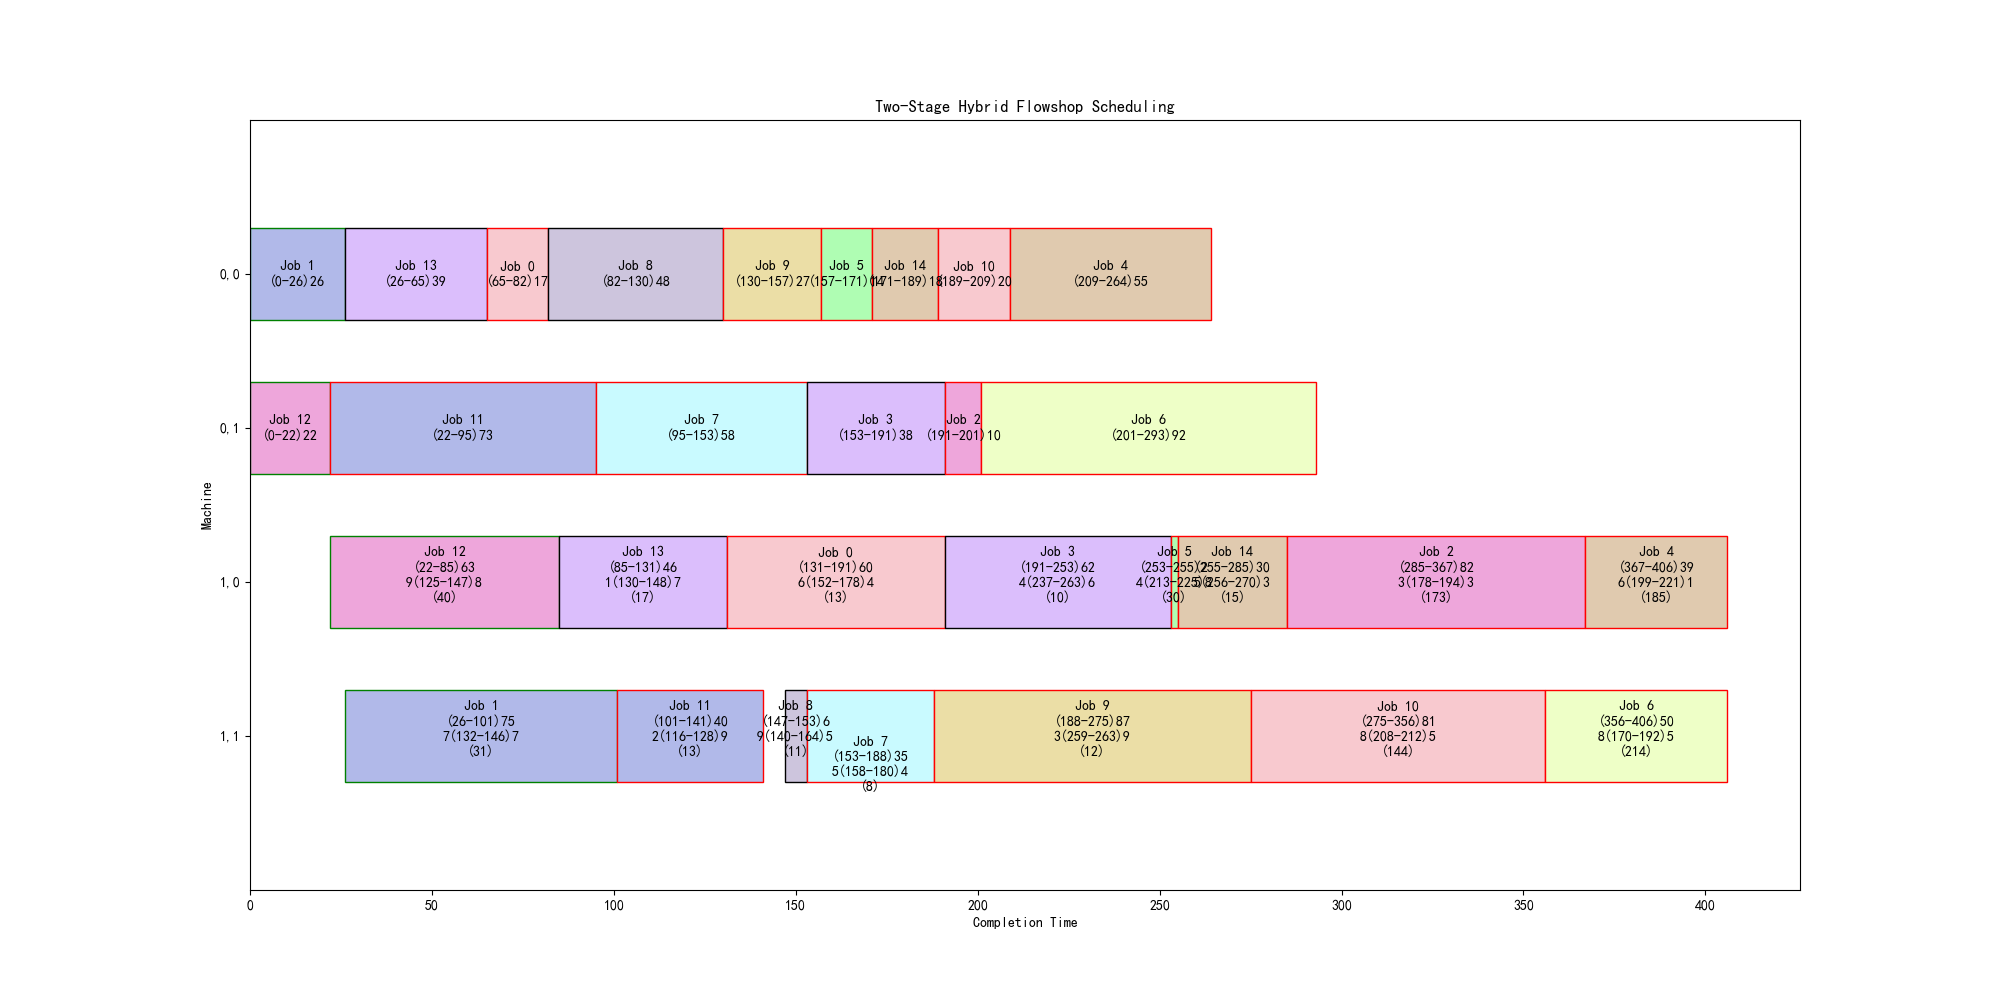 Two-Stage Hybrid Flowshop Scheduling
0,0
Job 1
(0-26)26
Job 13
(26-65)39
Job 0
(65-82)17
Job 8
(82-130)48
Job 9
(130-157)27
Job 5
(157-171)14
Job 14
(171-189)18
Job 10
(189-209)20
Job 4
(209-264)55
0,1
Job 12
(0-22)22
Job 11
(22-95)73
Job 7
(95-153)58
Job 3
(153-191)38
Job 2
(191-201)10
Job 6
(201-293)92
Machine
1,0
Job 12
(22-85)63
9(125-147)8
(40)
Job 13
(85-131)46
1(130-148)7
(17)
Job 0
(131-191)60
6(152-178)4
(13)
Job 3
(191-253)62
4(237-263)6
(10)
Job 5
(253-255)2
4(213-225)8
(30)
Job 14
(255-285)30
5(256-270)3
(15)
Job 2
(285-367)82
3(178-194)3
(173)
Job 4
(367-406)39
6(199-221)1
(185)
1,1
Job 1
(26-101)75
7(132-146)7
(31)
Job 11
(101-141)40
2(116-128)9
(13)
Job 8
(147-153)6
9(140-164)5
(11)
Job 7
(153-188)35
5(158-180)4
(8)
Job 9
(188-275)87
3(259-263)9
(12)
Job 10
(275-356)81
8(208-212)5
(144)
Job 6
(356-406)50
8(170-192)5
(214)
0 50 100 150 200 250 300 350 400
Completion Time